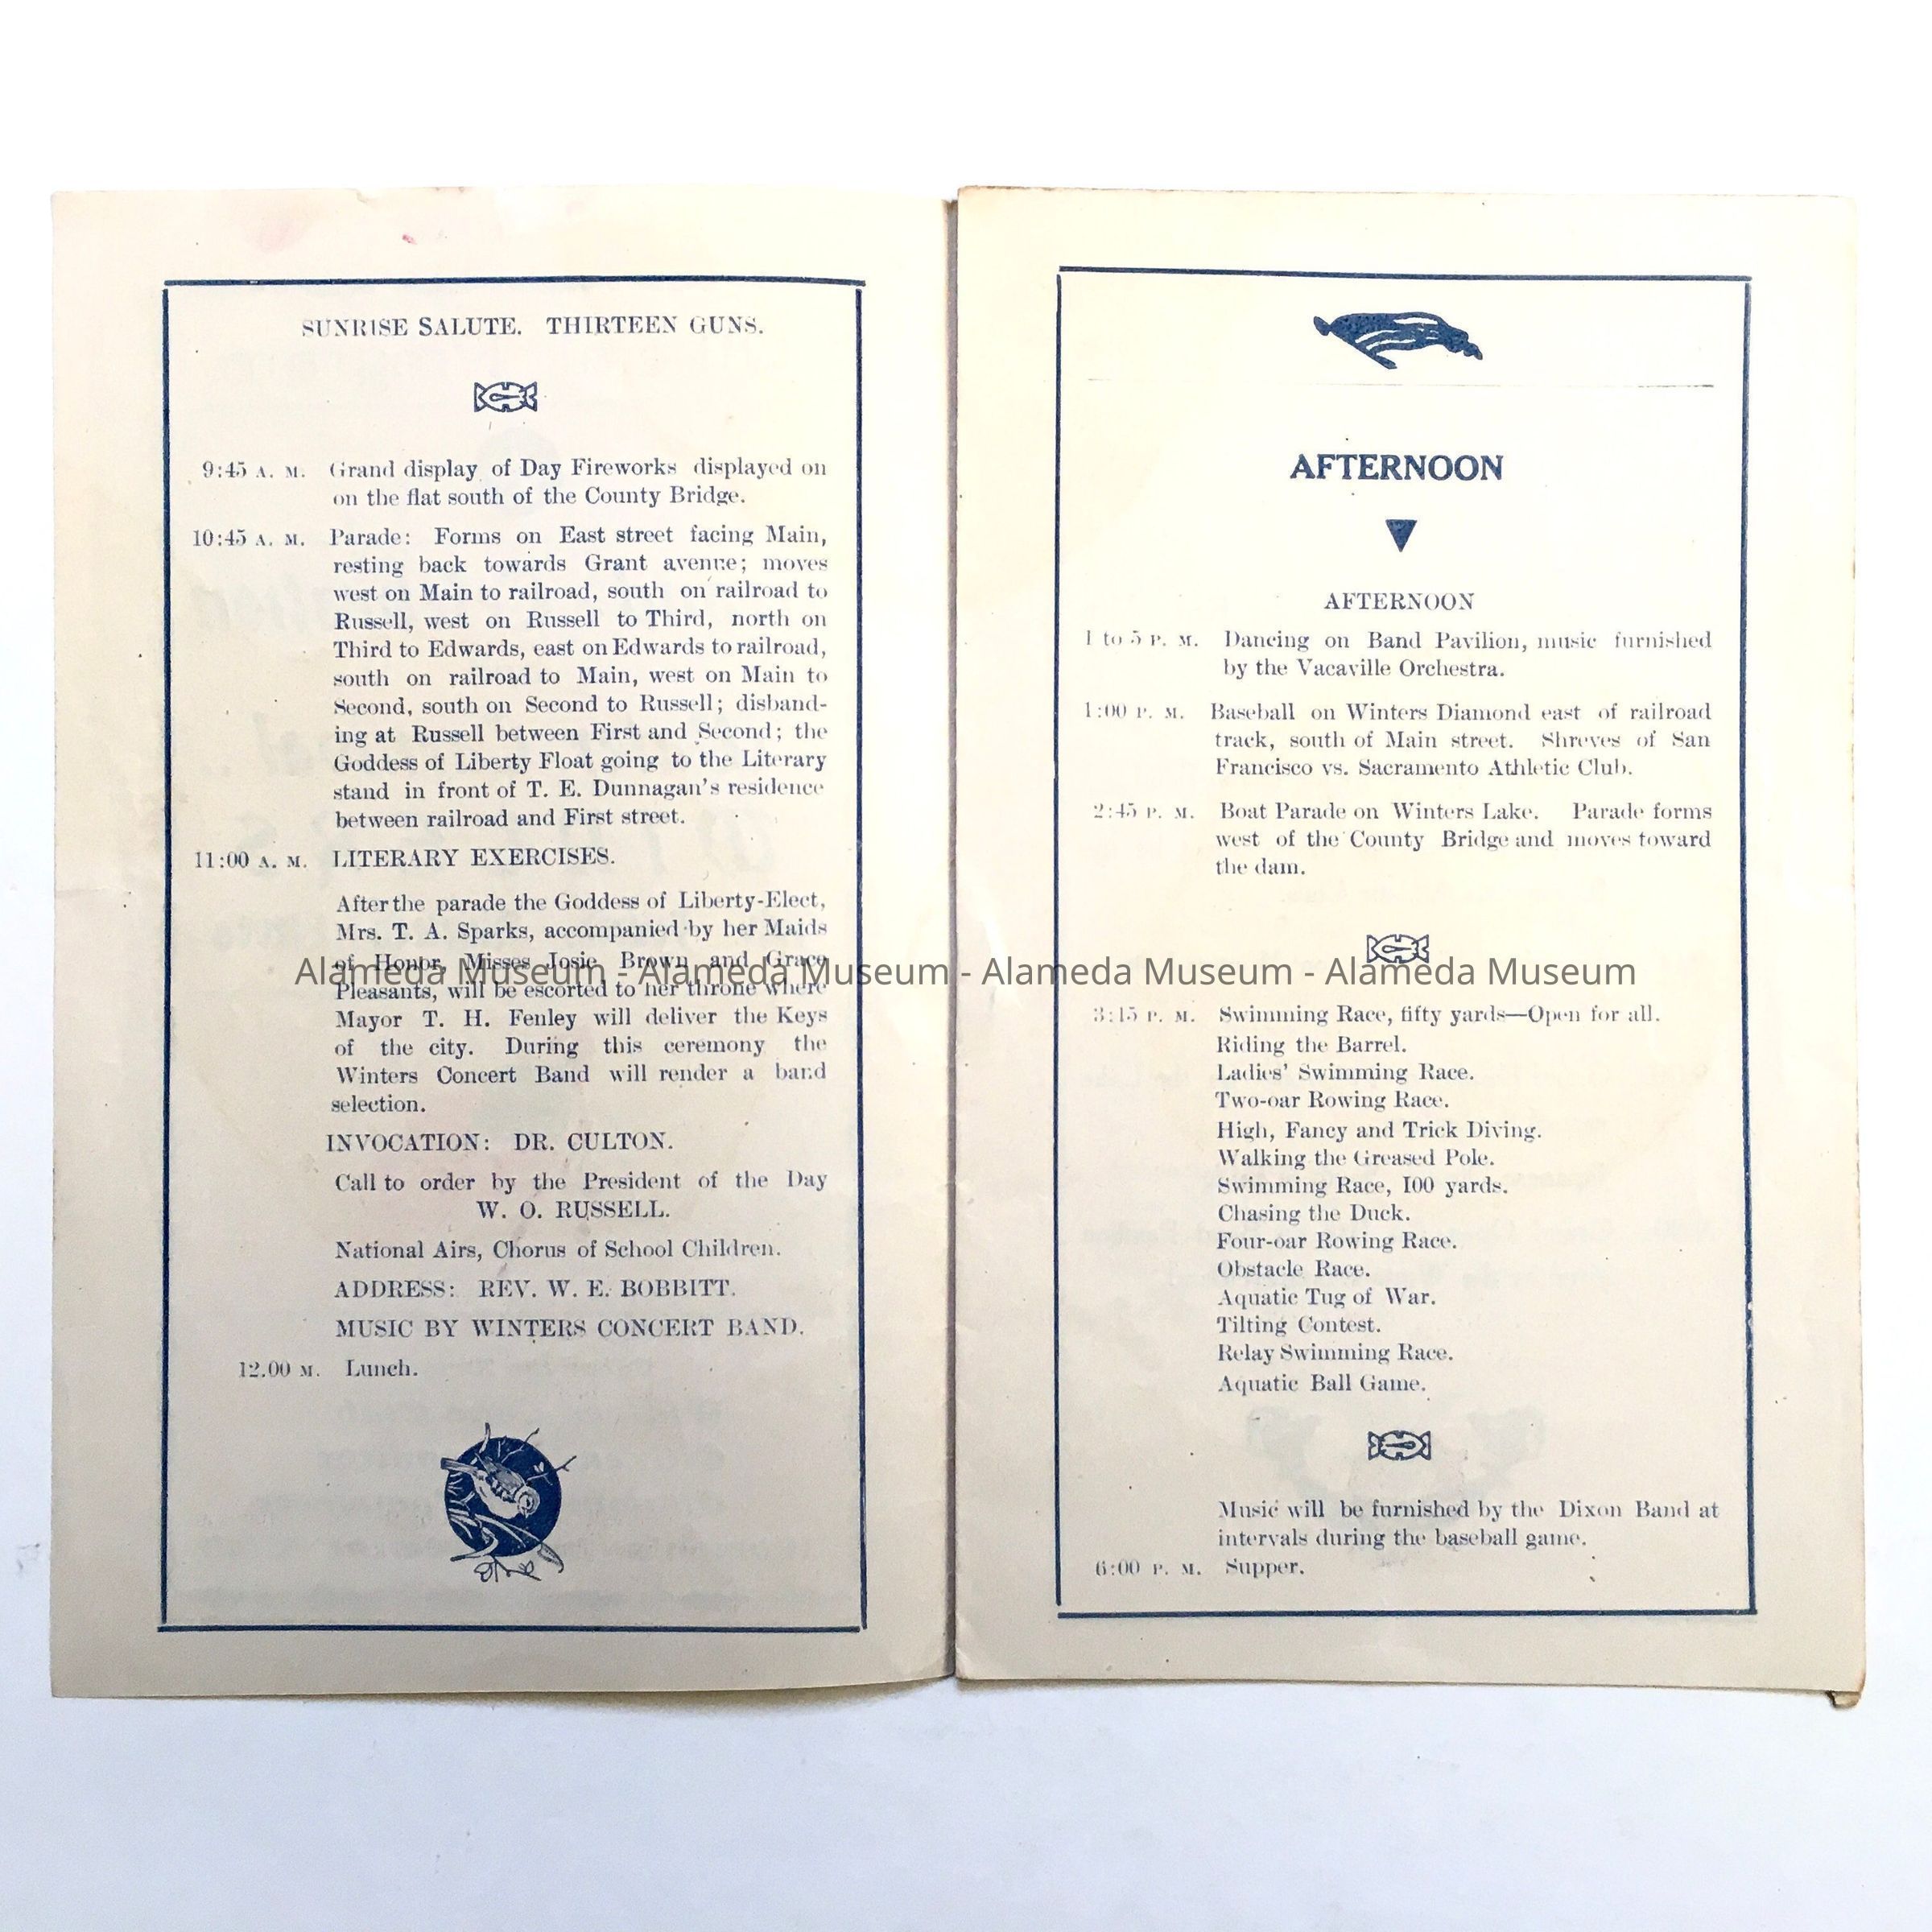 SUNRISE SALUTE. THIRTEEN GUNS.
9:45 A. M. Grand display of Day Fireworks displayed on
on the flat south of the County Bridge.
10:45 A. M. Parade: Forms on East street facing Main,
resting back towards Grant avenue; moves
west on Main to railroad, south on railroad to
Russell, west on Russell to Third, north on
Third to Edwards, east on Edwards to railroad,
south on railroad to Main, west on Main to
Second, south on Second to Russell; disband-
ing at Russell between First and Second; the
Goddess of Liberty Float going to the Literary
stand in front of T. E. Dunnagan's residence
between railroad and First street.
11:00 A. M. LITERARY EXERCISES.
After the parade the Goddess of Liberty-Elect,
Mrs. T. A. Sparks, accompanied by her Maids
of Honor, Misses Josie Brown and Grace
Pleasants, will be escorted to her throne where
Mayor T. H. Fenley will deliver the Keys
of the city. During this ceremony the
Winters Concert Band will render a band
selection.
INVOCATION: DR. CULTON.
Call to order by the President of the Day
W. O. RUSSELL.
National Airs, Chorus of School Children.
ADDRESS: REV. W. E. BOBBITT.
MUSIC BY WINTERS CONCERT BAND.
12.00 M. Lunch.
AFTERNOON
AFTERNOON
1 to 5 P. M. Dancing on Band Pavilion, music furnished
by the Vacaville Orchestra.
1:00 P. M. Baseball on Winters Diamond east of railroad
track, south of Main street. Shreves of San
Francisco vs. Sacramento Athletic Club.
2:45 P. M. Boat Parade on Winters Lake. Parade forms
west of the County Bridge and moves toward
the dam.
3:15 P. M. Swimming Race, fifty yards—Open for all.
Riding the Barrel.
Ladies' Swimming Race.
Two-oar Rowing Race.
High, Fancy and Trick Diving.
Walking the Greased Pole.
Swimming Race, 100 yards.
Chasing the Duck.
Four-oar Rowing Race.
Obstacle Race.
Aquatic Tug of War.
Tilting Contest.
Relay Swimming Race.
Aquatic Ball Game.
Music will be furnished by the Dixon Band at
intervals during the baseball game.
6:00 P. M. Supper.
Alameda Museum - Alameda Museum - Alameda Museum - Alameda Museum